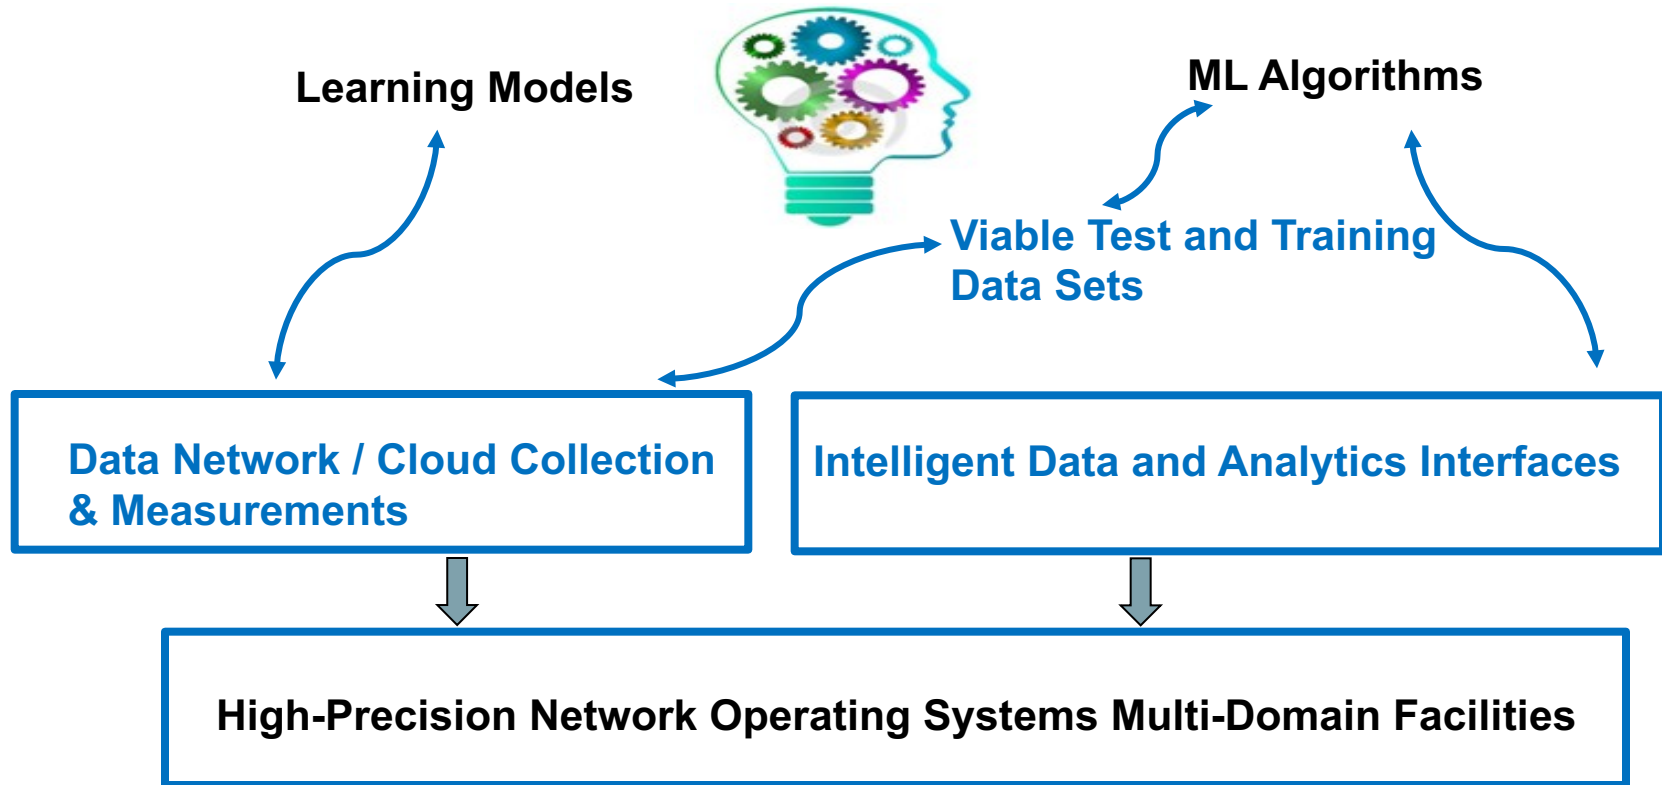 Learning Models
ML Algorithms
Viable Test and Training
Data Sets
Data Network / Cloud Collection
& Measurements
Intelligent Data and Analytics Interfaces
High-Precision Network Operating Systems Multi-Domain Facilities